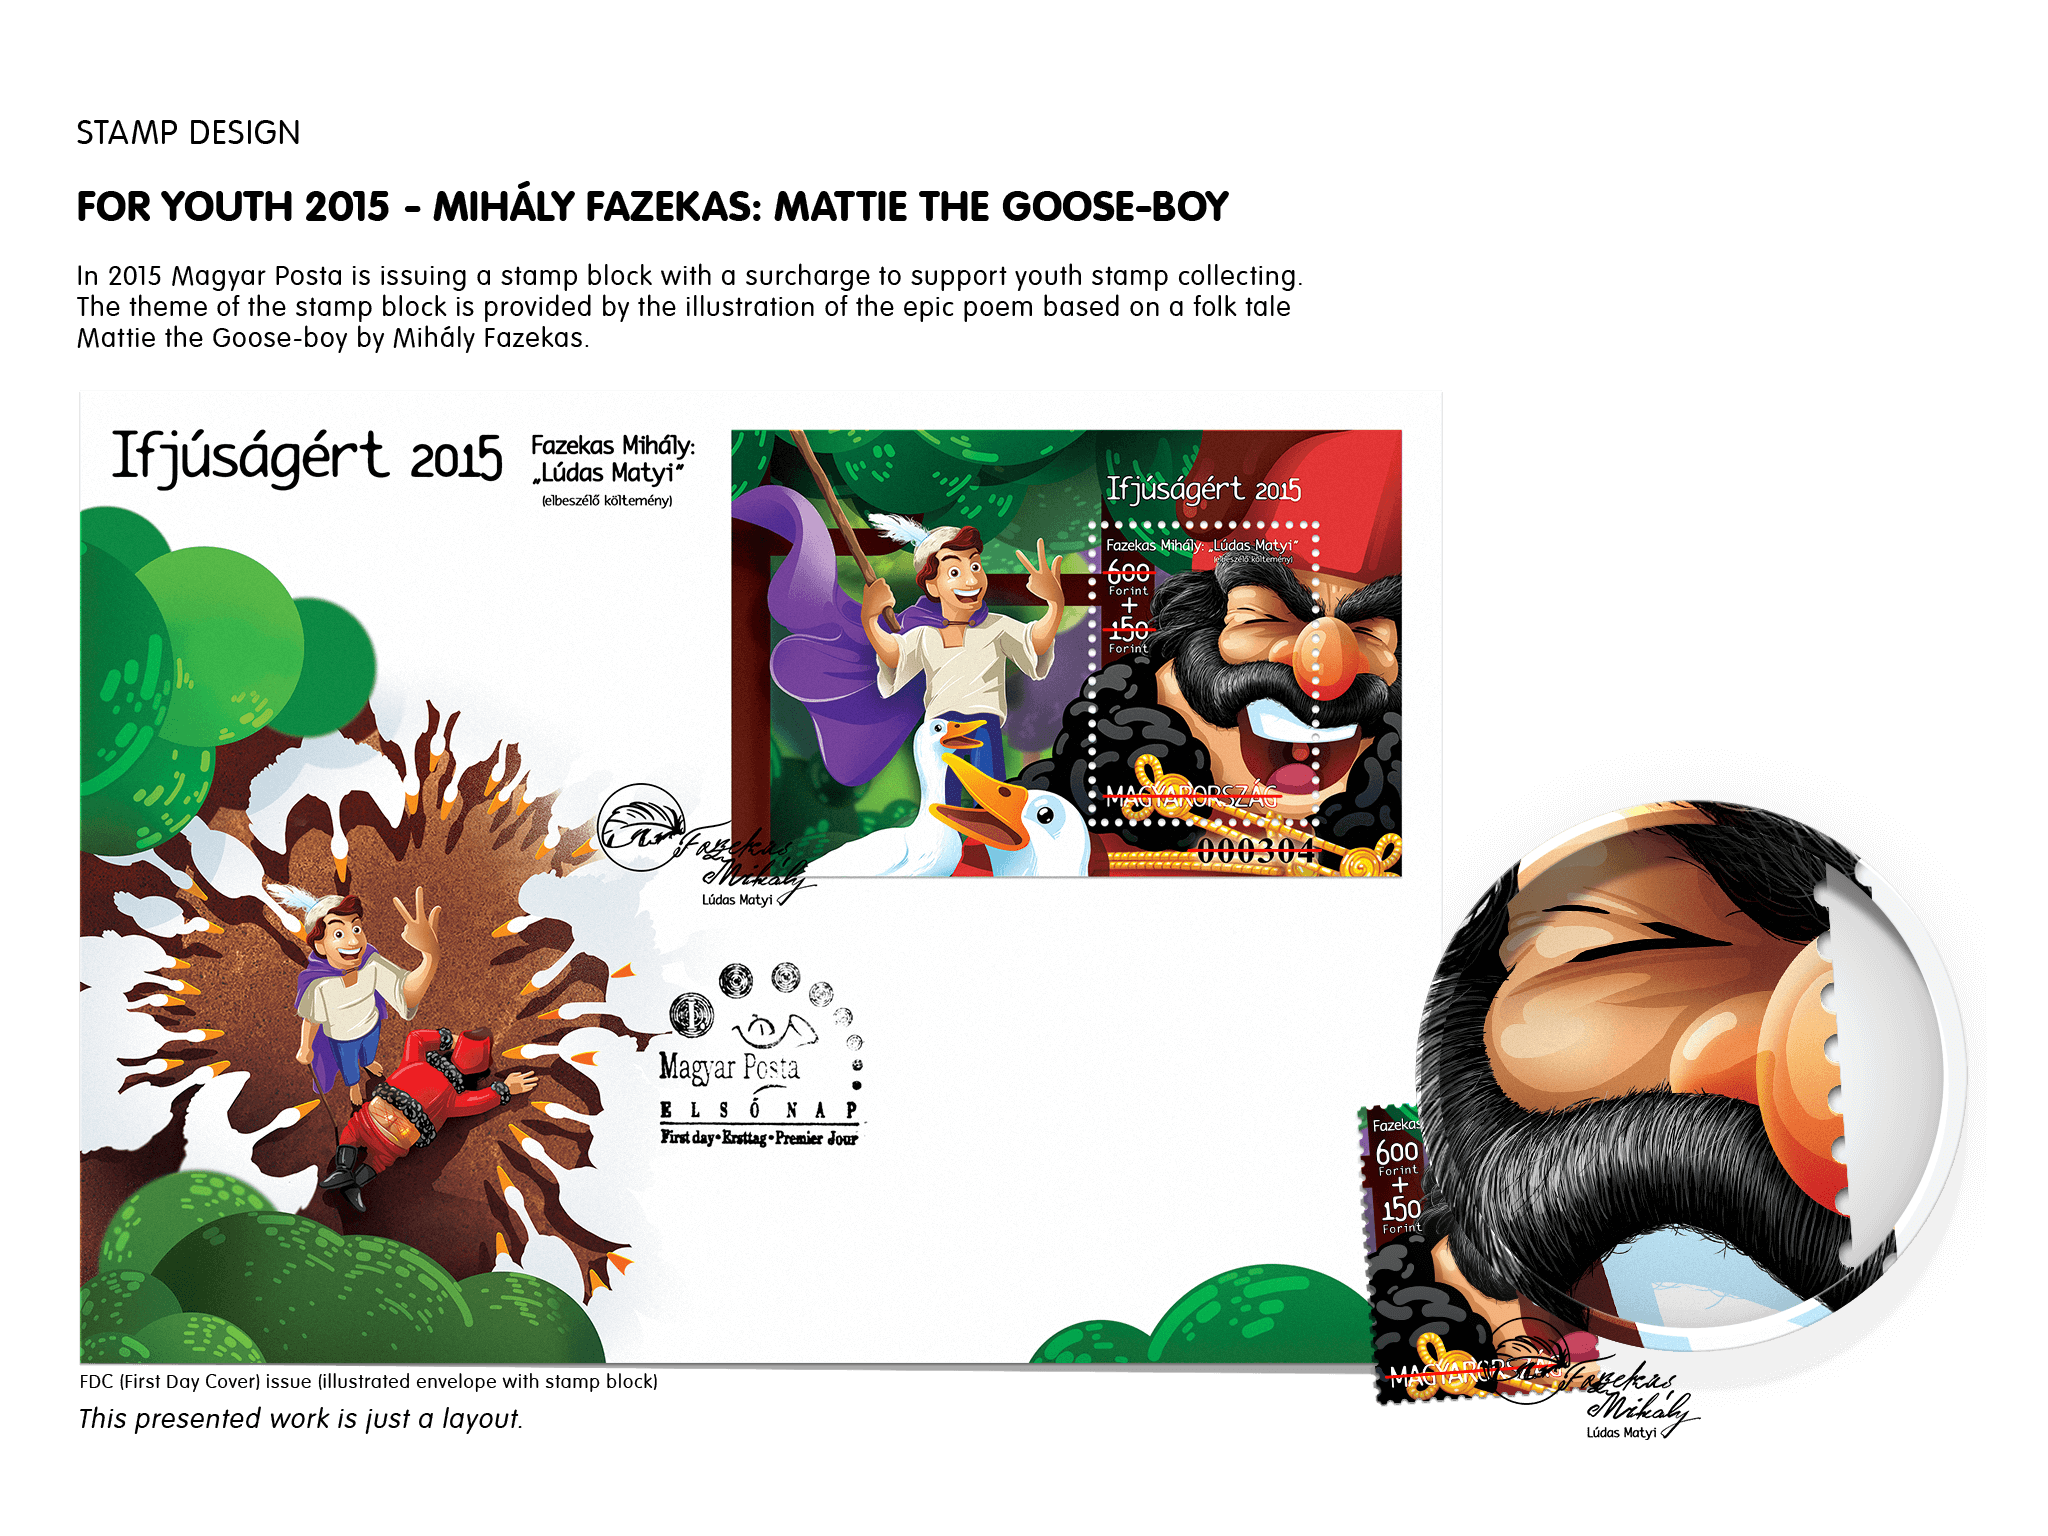 STAMP DESIGN
FOR YOUTH 2015 - MIHÁLY FAZEKAS: MATTIE THE GOOSE-BOY
In 2015 Magyar Posta is issuing a stamp block with a surcharge to support youth stamp collecting.
The theme of the stamp block is provided by the illustration of the epic poem based on a folk tale
Mattie the Goose-boy by Mihály Fazekas.
Ifjúságért 2015
Fazekas Mihály:
„Lúdas Matyi”
(elbeszélő költemény)
Ifjúságért 2015
Fazekas Mihály: „Lúdas Matyi”
(elbeszélő költemény)
600
Forint
+
150
Forint
MAGYARORSZÁG
000304
Fazekas
Mihály
Lúdas Matyi
Magyar Posta
ELSŐ NAP
First day•Ersttag•Premier Jour
Fazekas
600
Forint
+
150
Forint
MAGYARORSZÁG
Fazekas
Mihály
Lúdas Matyi
FDC (First Day Cover) issue (illustrated envelope with stamp block)
This presented work is just a layout.